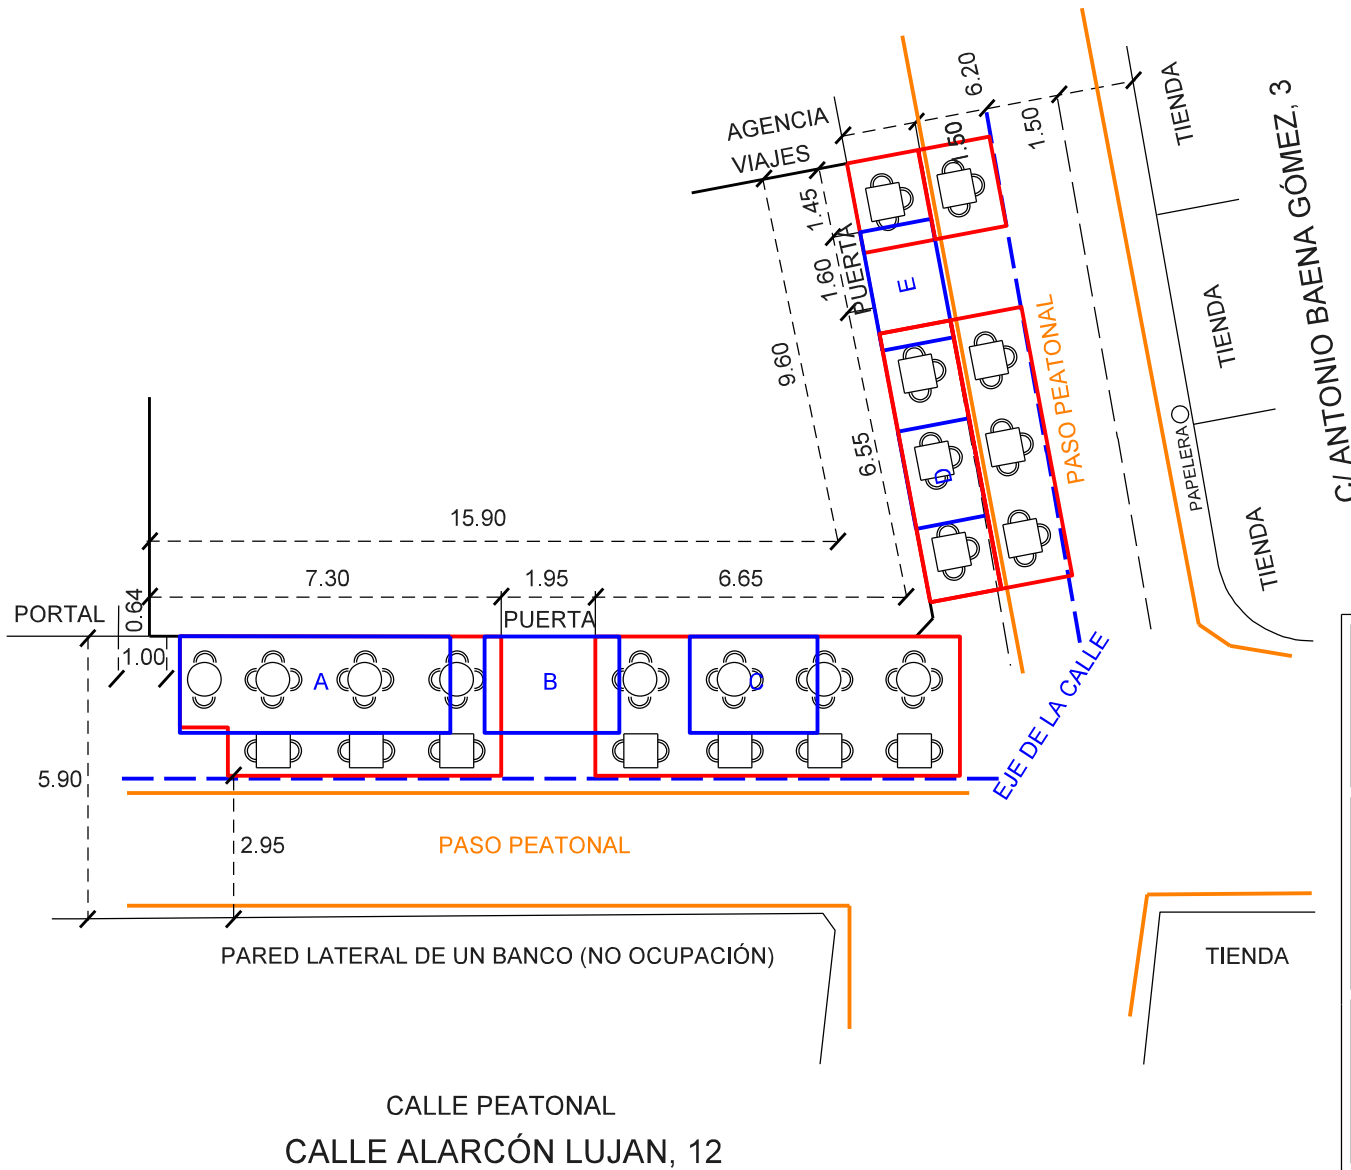 6.20
AGENCIA
VIAJES
1.50
1.50
TIENDA
C/ ANTONIO BAENA GÓMEZ, 3
1.45
PUERTA
1.60
E
9.60
6.55
D
PASO PEATONAL
TIENDA
PAPELERA
TIENDA
15.90
7.30
1.95
6.65
0.64
PORTAL
PUERTA
1.00
A
B
C
EJE DE LA CALLE
5.90
2.95
PASO PEATONAL
PARED LATERAL DE UN BANCO (NO OCUPACIÓN)
TIENDA
CALLE PEATONAL
CALLE ALARCÓN LUJAN, 12